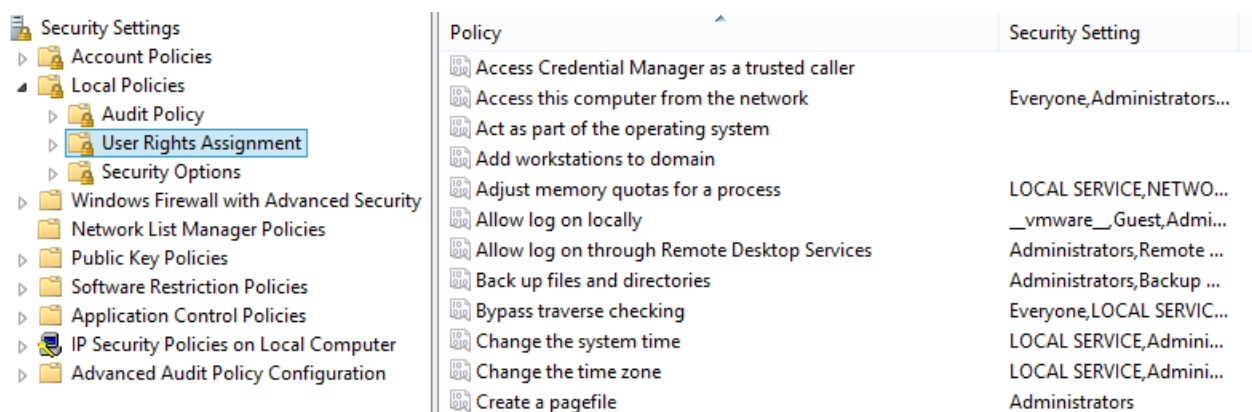 Security Settings
Account Policies
Local Policies
Audit Policy
User Rights Assignment
Security Options
Windows Firewall with Advanced Security
Network List Manager Policies
Public Key Policies
Software Restriction Policies
Application Control Policies
IP Security Policies on Local Computer
Advanced Audit Policy Configuration
Policy Security Setting
Access Credential Manager as a trusted caller
Access this computer from the network Everyone,Administrators...
Act as part of the operating system
Add workstations to domain
Adjust memory quotas for a process LOCAL SERVICE,NETWO...
Allow log on locally __vmware__,Guest,Admi...
Allow log on through Remote Desktop Services Administrators,Remote ...
Back up files and directories Administrators,Backup ...
Bypass traverse checking Everyone,LOCAL SERVIC...
Change the system time LOCAL SERVICE,Admini...
Change the time zone LOCAL SERVICE,Admini...
Create a pagefile Administrators